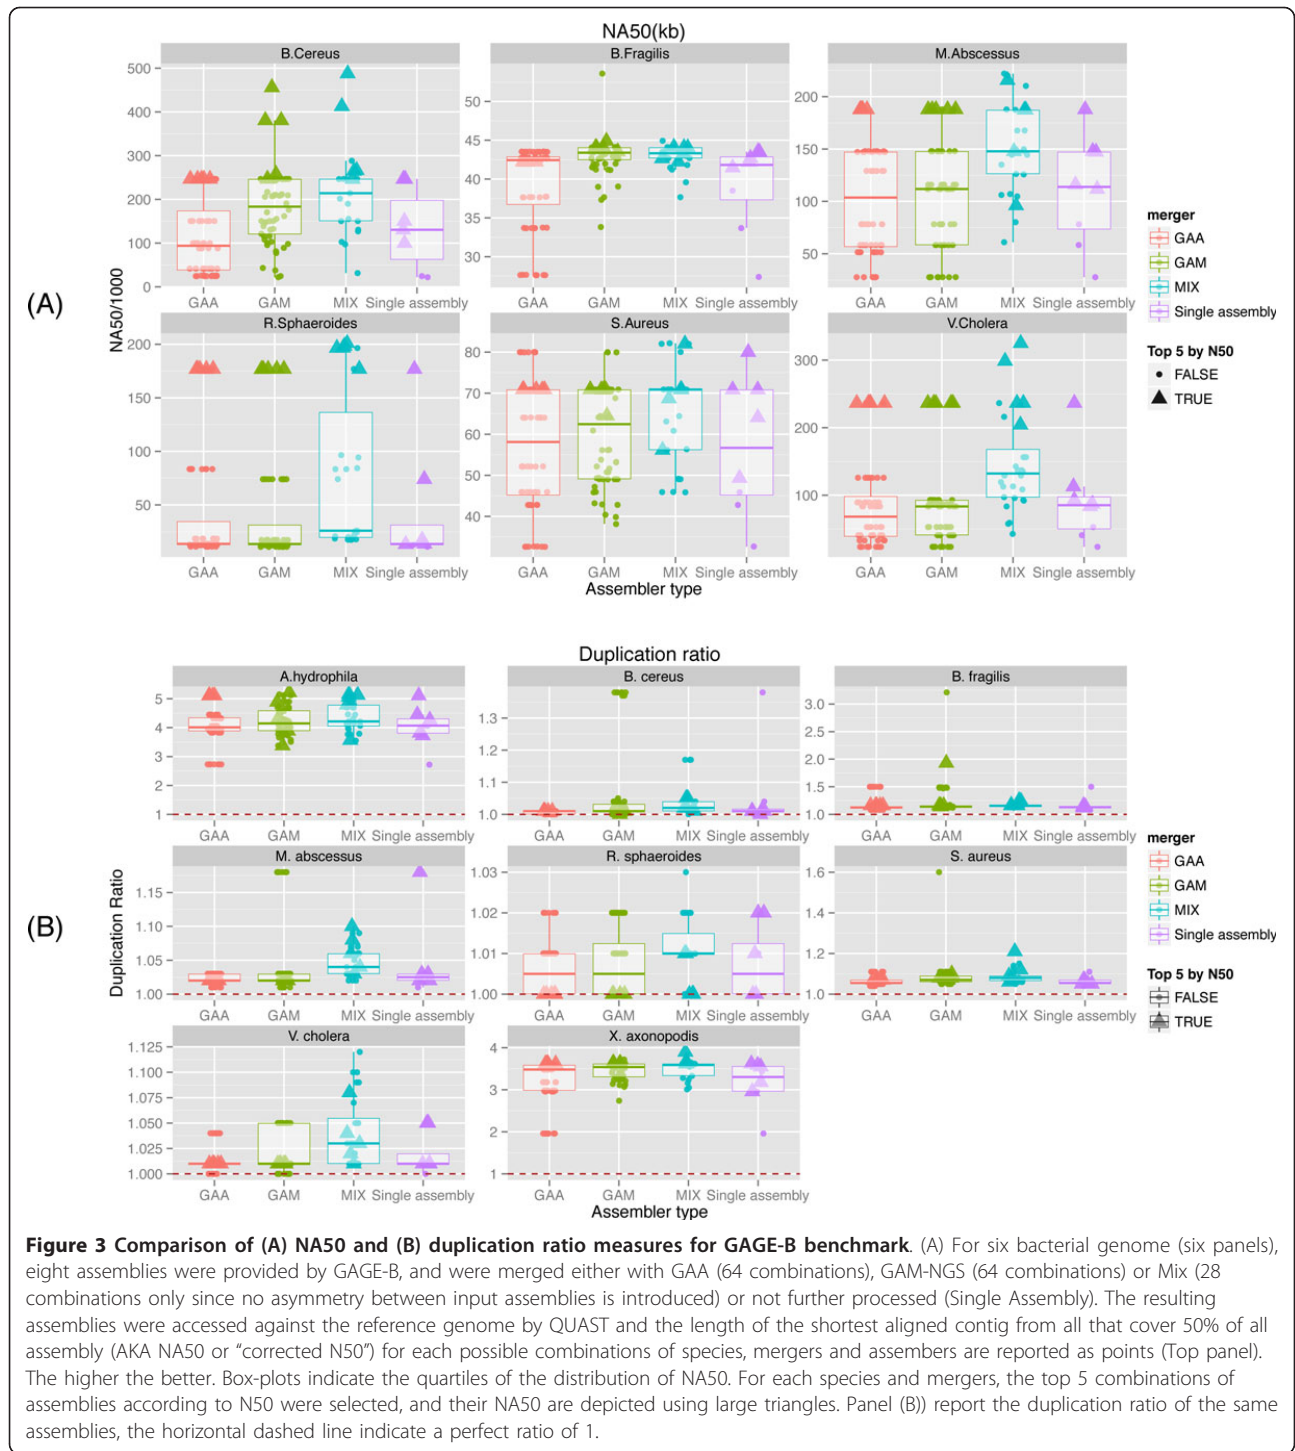 NA50(kb)
B.Cereus
B.Fragilis
M.Abscessus
500
400
300
200
100
0
50
45
40
35
30
200
150
100
50
GAA
GAM
MIX
Single assembly
GAA
GAM
MIX
Single assembly
GAA
GAM
MIX
Single assembly
(A)
NA50/1000
R.Sphaeroides
S.Aureus
V.Cholera
200
150
100
50
80
70
60
50
40
300
200
100
GAA
GAM
MIX
Single assembly
GAA
GAM
MIX
Single assembly
GAA
GAM
MIX
Single assembly
Assembler type
merger
GAA
GAM
MIX
Single assembly
Top 5 by N50
FALSE
TRUE
Duplication ratio
A.hydrophila
B. cereus
B. fragilis
5
4
3
2
1
1.3
1.2
1.1
1.0
3.0
2.5
2.0
1.5
1.0
GAA
GAM
MIX
Single assembly
GAA
GAM
MIX
Single assembly
GAA
GAM
MIX
Single assembly
(B)
Duplication Ratio
M. abscessus
R. sphaeroides
S. aureus
1.15
1.10
1.05
1.00
1.03
1.02
1.01
1.00
1.6
1.4
1.2
1.0
GAA
GAM
MIX
Single assembly
GAA
GAM
MIX
Single assembly
GAA
GAM
MIX
Single assembly
V. cholera
X. axonopodis
1.125
1.100
1.075
1.050
1.025
1.000
4
3
2
1
GAA
GAM
MIX
Single assembly
GAA
GAM
MIX
Single assembly
Assembler type
merger
GAA
GAM
MIX
Single assembly
Top 5 by N50
FALSE
TRUE
Figure 3 Comparison of (A) NA50 and (B) duplication ratio measures for GAGE-B benchmark. (A) For six bacterial genome (six panels),
eight assemblies were provided by GAGE-B, and were merged either with GAA (64 combinations), GAM-NGS (64 combinations) or Mix (28
combinations only since no asymmetry between input assemblies is introduced) or not further processed (Single Assembly). The resulting
assemblies were accessed against the reference genome by QUAST and the length of the shortest aligned contig from all that cover 50% of all
assembly (AKA NA50 or “corrected N50”) for each possible combinations of species, mergers and assembers are reported as points (Top panel).
The higher the better. Box-plots indicate the quartiles of the distribution of NA50. For each species and mergers, the top 5 combinations of
assemblies according to N50 were selected, and their NA50 are depicted using large triangles. Panel (B)) report the duplication ratio of the same
assemblies, the horizontal dashed line indicate a perfect ratio of 1.